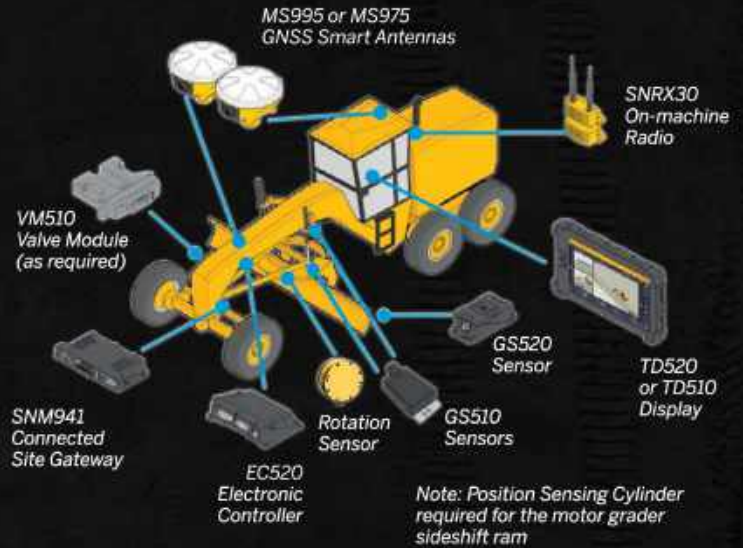 MS995 or MS975
GNSS Smart Antennas
SNRX30
On-machine
Radio
VM510
Valve Module
(as required)
GS520
Sensor
TD520
or TD510
Display
SNM941
Connected
Site Gateway
Rotation
Sensor
GS510
Sensors
EC520
Electronic
Controller
Note: Position Sensing Cylinder
required for the motor grader
sideshift ram